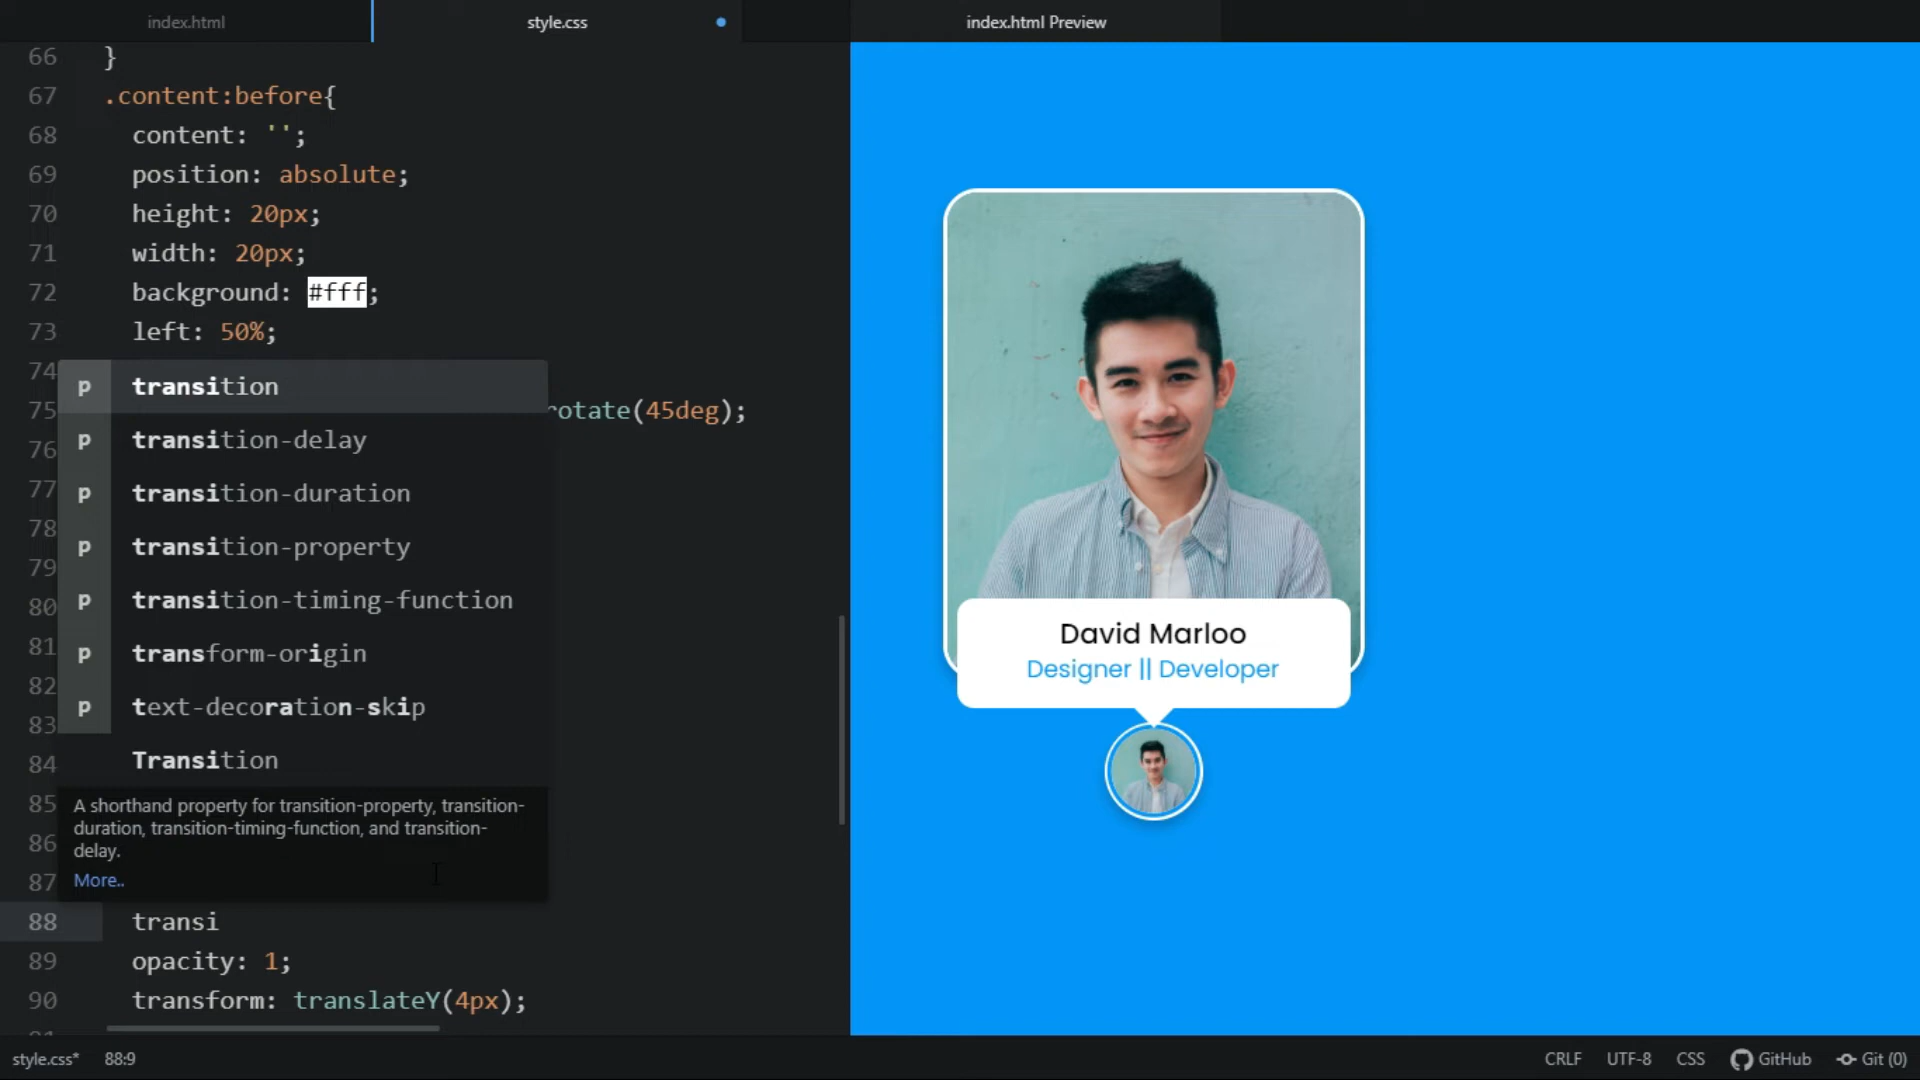 index.html
style.css
index.html Preview
66 }
67 .content:before{
68 content: '';
69 position: absolute;
70 height: 20px;
71 width: 20px;
72 background: #fff;
73 left: 50%;
74
p transition
75 rotate(45deg);
p transition-delay
76
77 p transition-duration
78
p transition-property
79
80 p transition-timing-function
81 p transform-origin
82
p text-decoration-skip
83
84 Transition
85 A shorthand property for transition-property, transition-
duration, transition-timing-function, and transition-
86 delay.
87 More..
88 transi
89 opacity: 1;
90 transform: translateY(4px);
David Marloo
Designer || Developer
style.css* 88:9
CRLF UTF-8 CSS GitHub Git (0)